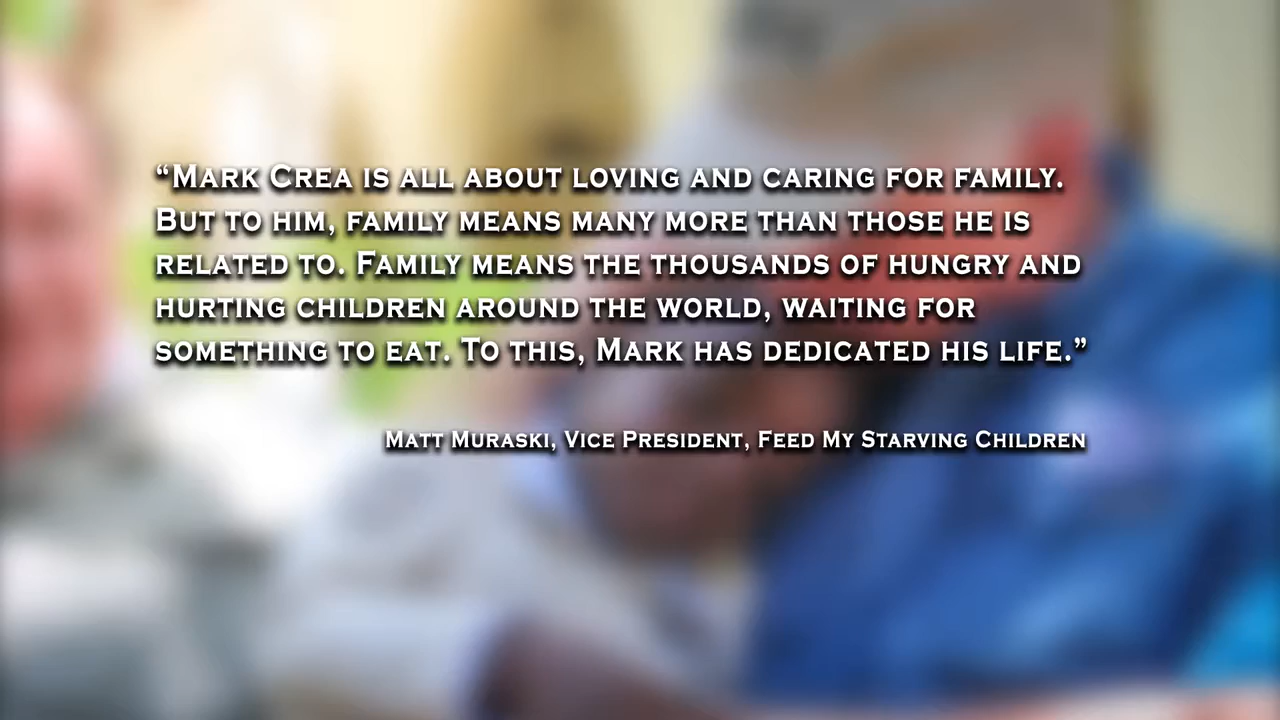 “Mark Crea is all about loving and caring for family.
But to him, family means many more than those he is
related to. Family means the thousands of hungry and
hurting children around the world, waiting for
something to eat. To this, Mark has dedicated his life.”
Matt Muraski, Vice President, Feed My Starving Children